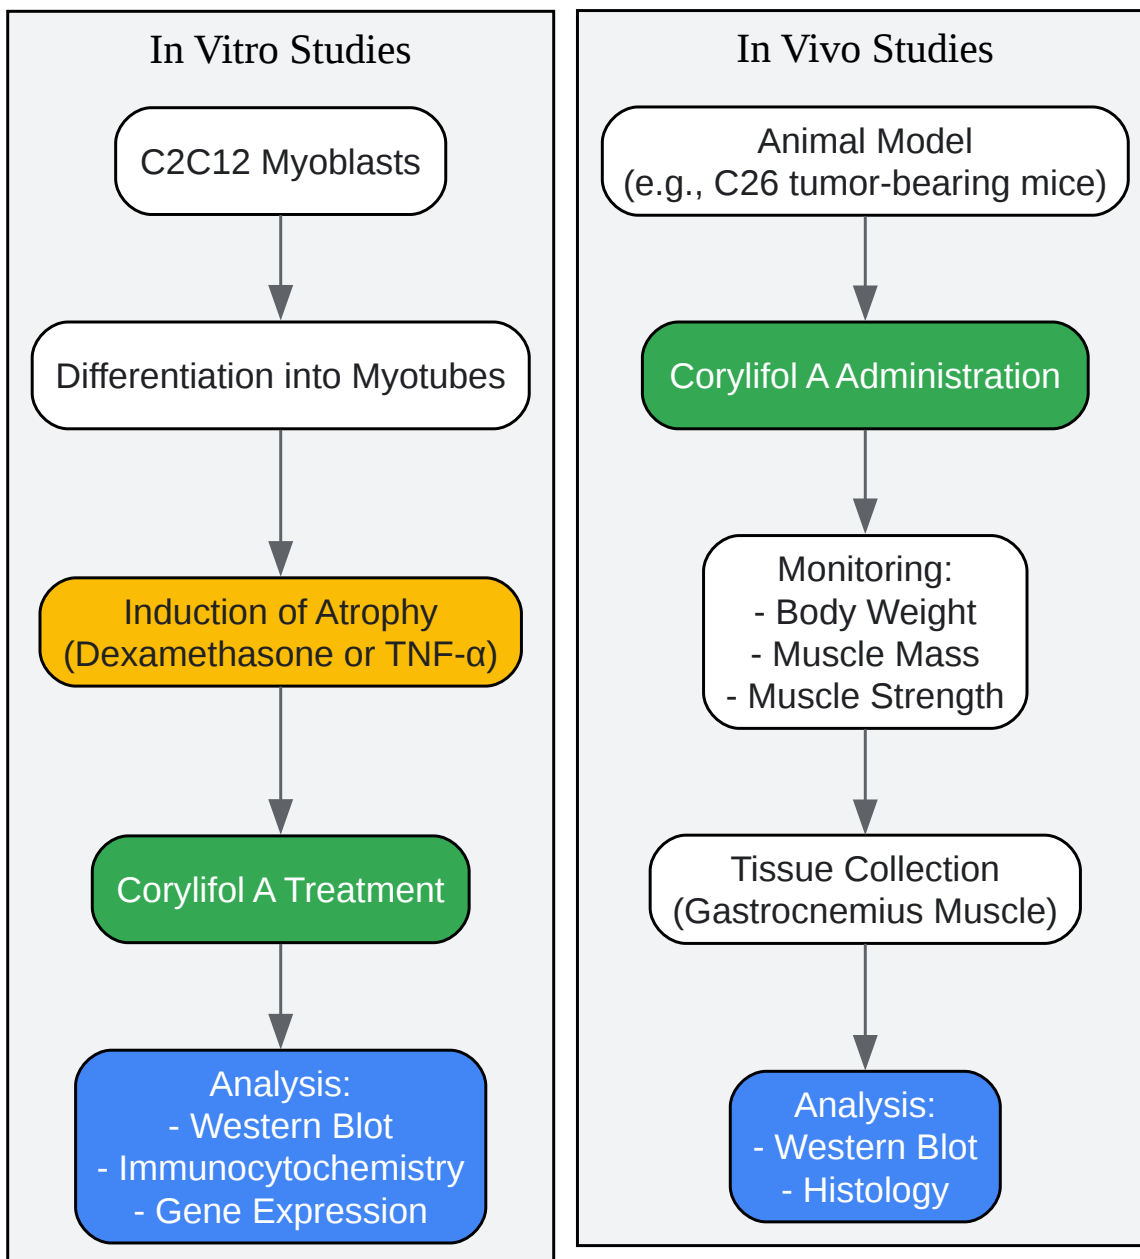 In Vitro Studies
C2C12 Myoblasts
Differentiation into Myotubes
Induction of Atrophy
(Dexamethasone or TNF-α)
Corylifol A Treatment
Analysis:
- Western Blot
- Immunocytochemistry
- Gene Expression
In Vivo Studies
Animal Model
(e.g., C26 tumor-bearing mice)
Corylifol A Administration
Monitoring:
- Body Weight
- Muscle Mass
- Muscle Strength
Tissue Collection
(Gastrocnemius Muscle)
Analysis:
- Western Blot
- Histology